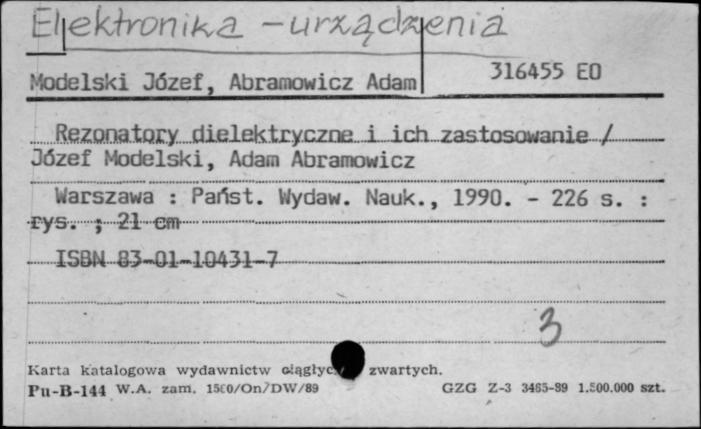 Elektronika - urządzenia
Modelski Józef, Abramowicz Adam 316455 EO
Rezonatory dielektryczne i ich zastosowanie /
Józef Modelski, Adam Abramowicz
Warszawa : Państ. Wydaw. Nauk., 1990. - 226 s. :
rys. ; 21 cm
ISBN 83-01-10431-7
3
Karta katalogowa wydawnictw zwartych.
Pu-B-144 W.A. zam. 1500/On/DW/89 GZG Z-3 3465-89 1.500.000 szt.